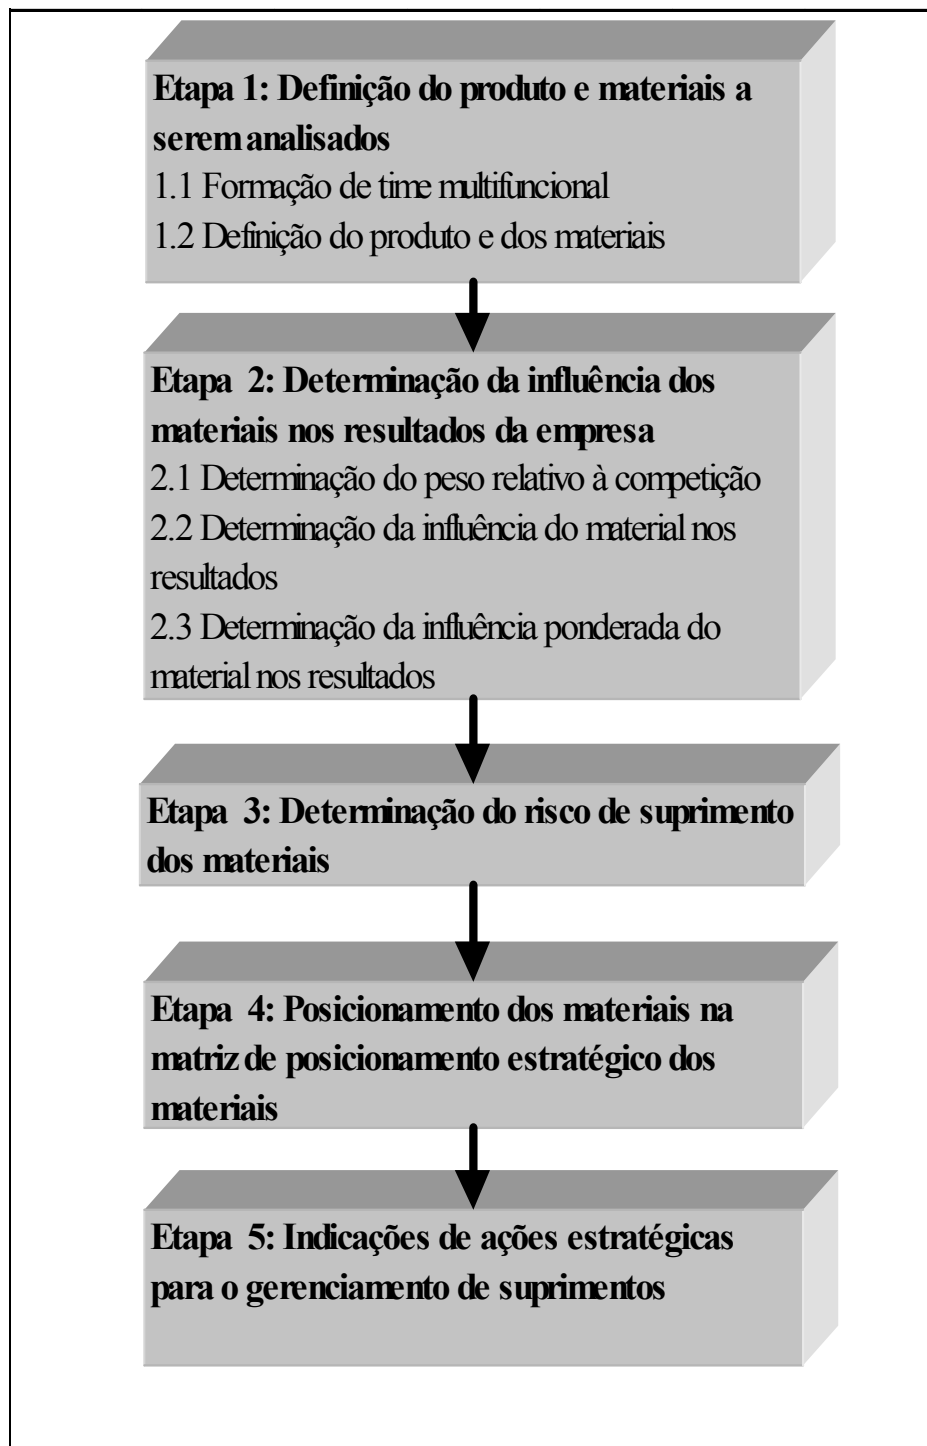 Etapa 1: Definição do produto e materiais a
serem analisados
1.1 Formação de time multifuncional
1.2 Definição do produto e dos materiais
Etapa 2: Determinação da influência dos
materiais nos resultados da empresa
2.1 Determinação do peso relativo à competição
2.2 Determinação da influência do material nos
resultados
2.3 Determinação da influência ponderada do
material nos resultados
Etapa 3: Determinação do risco de suprimento
dos materiais
Etapa 4: Posicionamento dos materiais na
matriz de posicionamento estratégico dos
materiais
Etapa 5: Indicações de ações estratégicas
para o gerenciamento de suprimentos